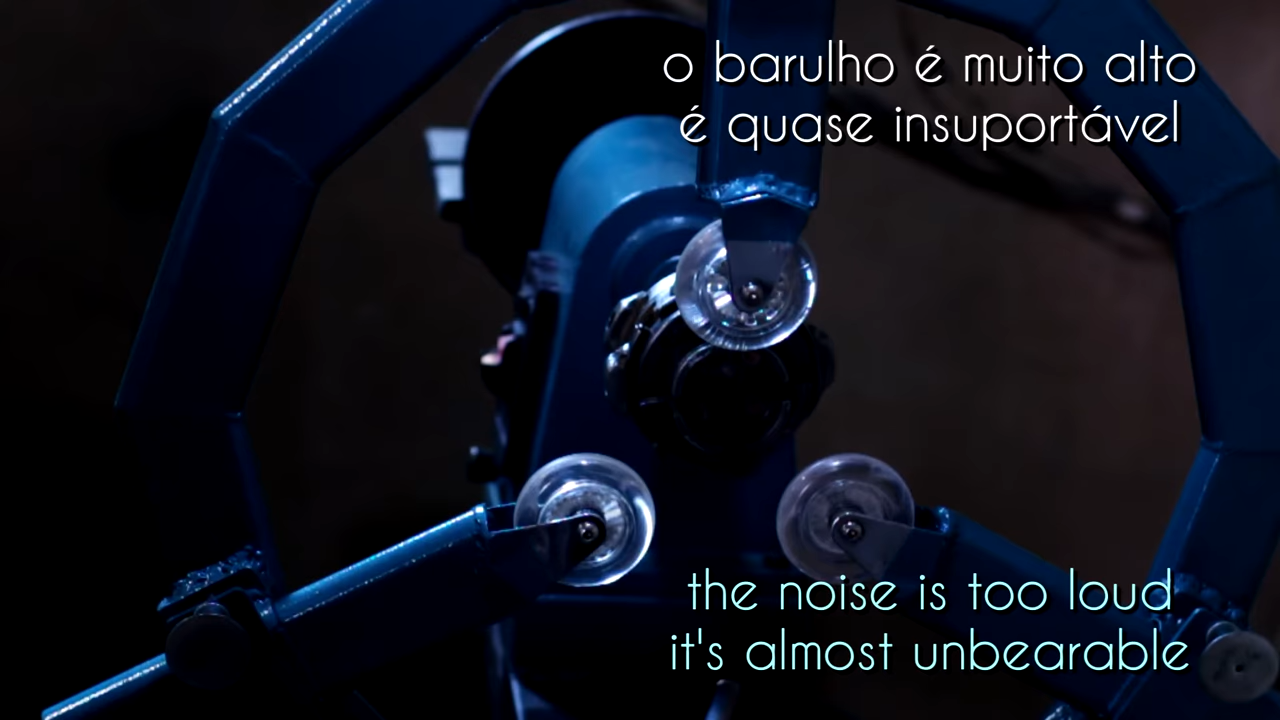 o barulho é muito alto
é quase insuportável
the noise is too loud
it's almost unbearable